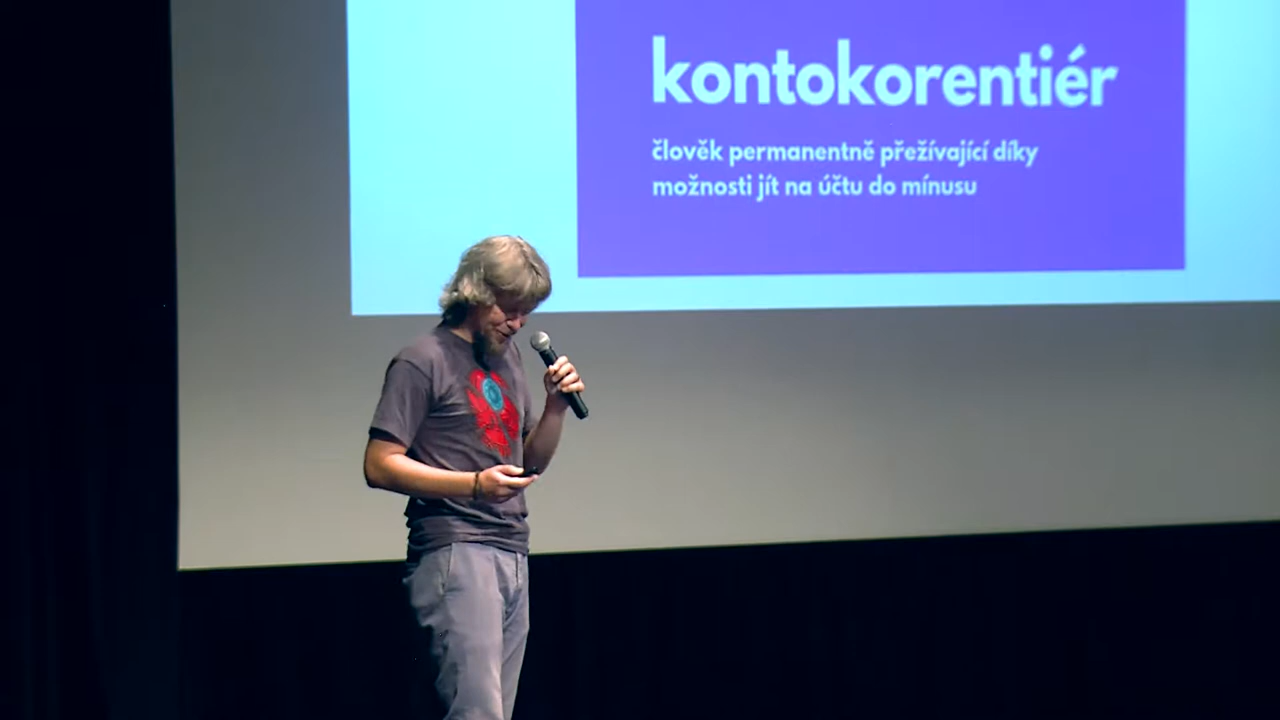 kontokorentiér
člověk permanentně přežívající díky
možnosti jít na účtu do mínusu